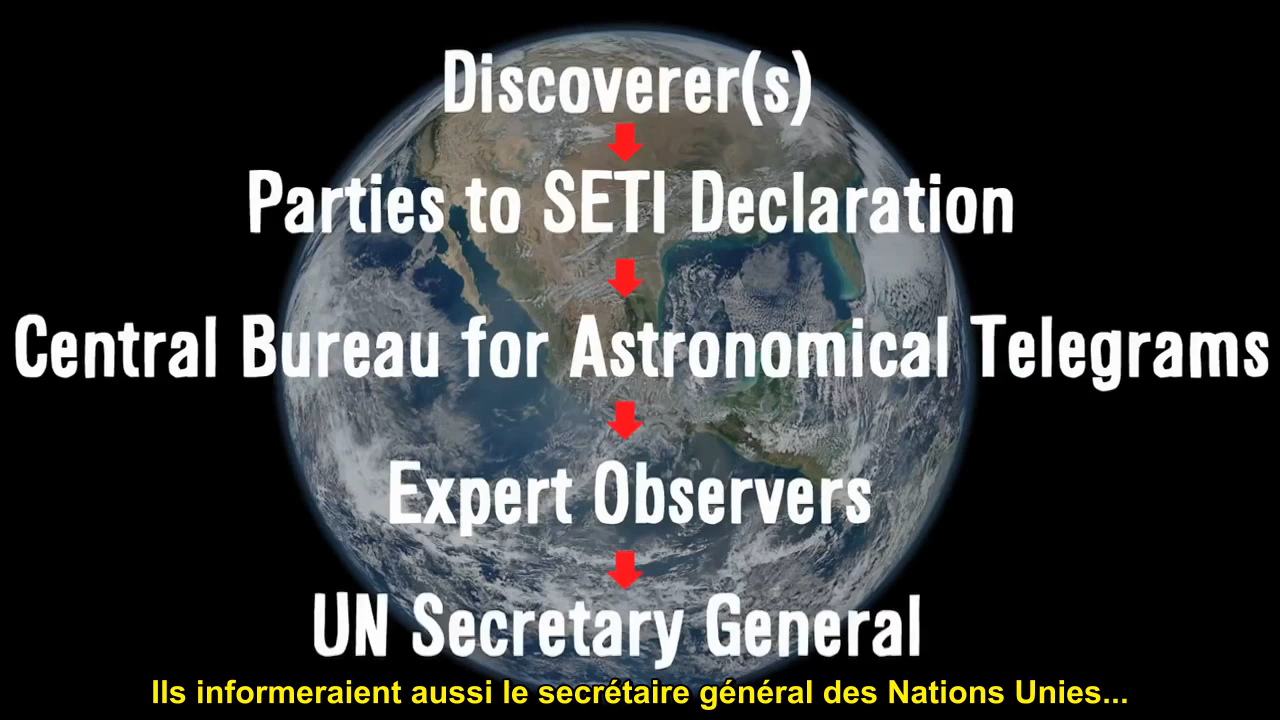 Discoverer(s)
Parties to SETI Declaration
Central Bureau for Astronomical Telegrams
Expert Observers
UN Secretary General
Ils informeraient aussi le secrétaire général des Nations Unies...